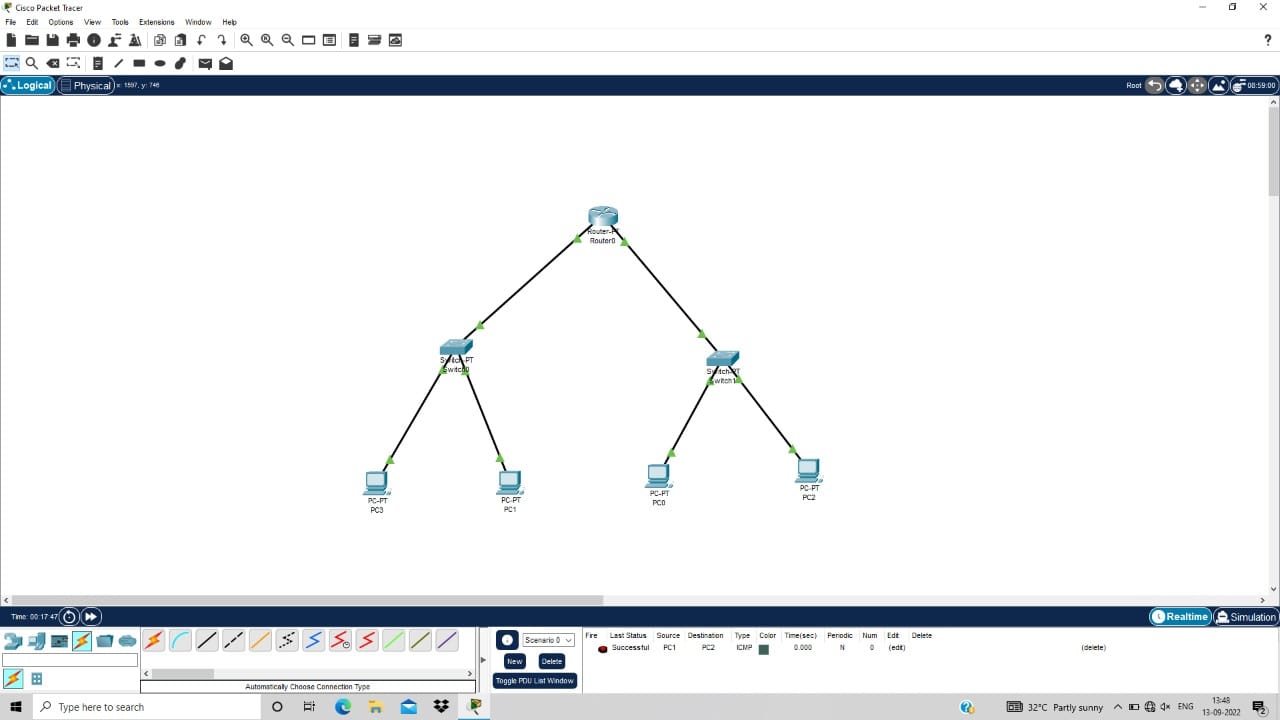 Cisco Packet Tracer
File Edit Options View Tools Extensions Window Help
?
Logical Physical x: 1597, y: 746 Root 08:59:00
Router-PT
Router0
Switch-PT
Switch0
Switch-PT
Switch1
PC-PT
PC3
PC-PT
PC1
PC-PT
PC0
PC-PT
PC2
Time: 00:17:47 Realtime Simulation
Scenario 0
New Delete
Toggle PDU List Window
Fire Last Status Source Destination Type Color Time(sec) Periodic Num Edit Delete
Successful PC1 PC2 ICMP 0.000 N 0 (edit) (delete)
Automatically Choose Connection Type
Type here to search
32°C Partly sunny ENG 13:48
13-09-2022
2